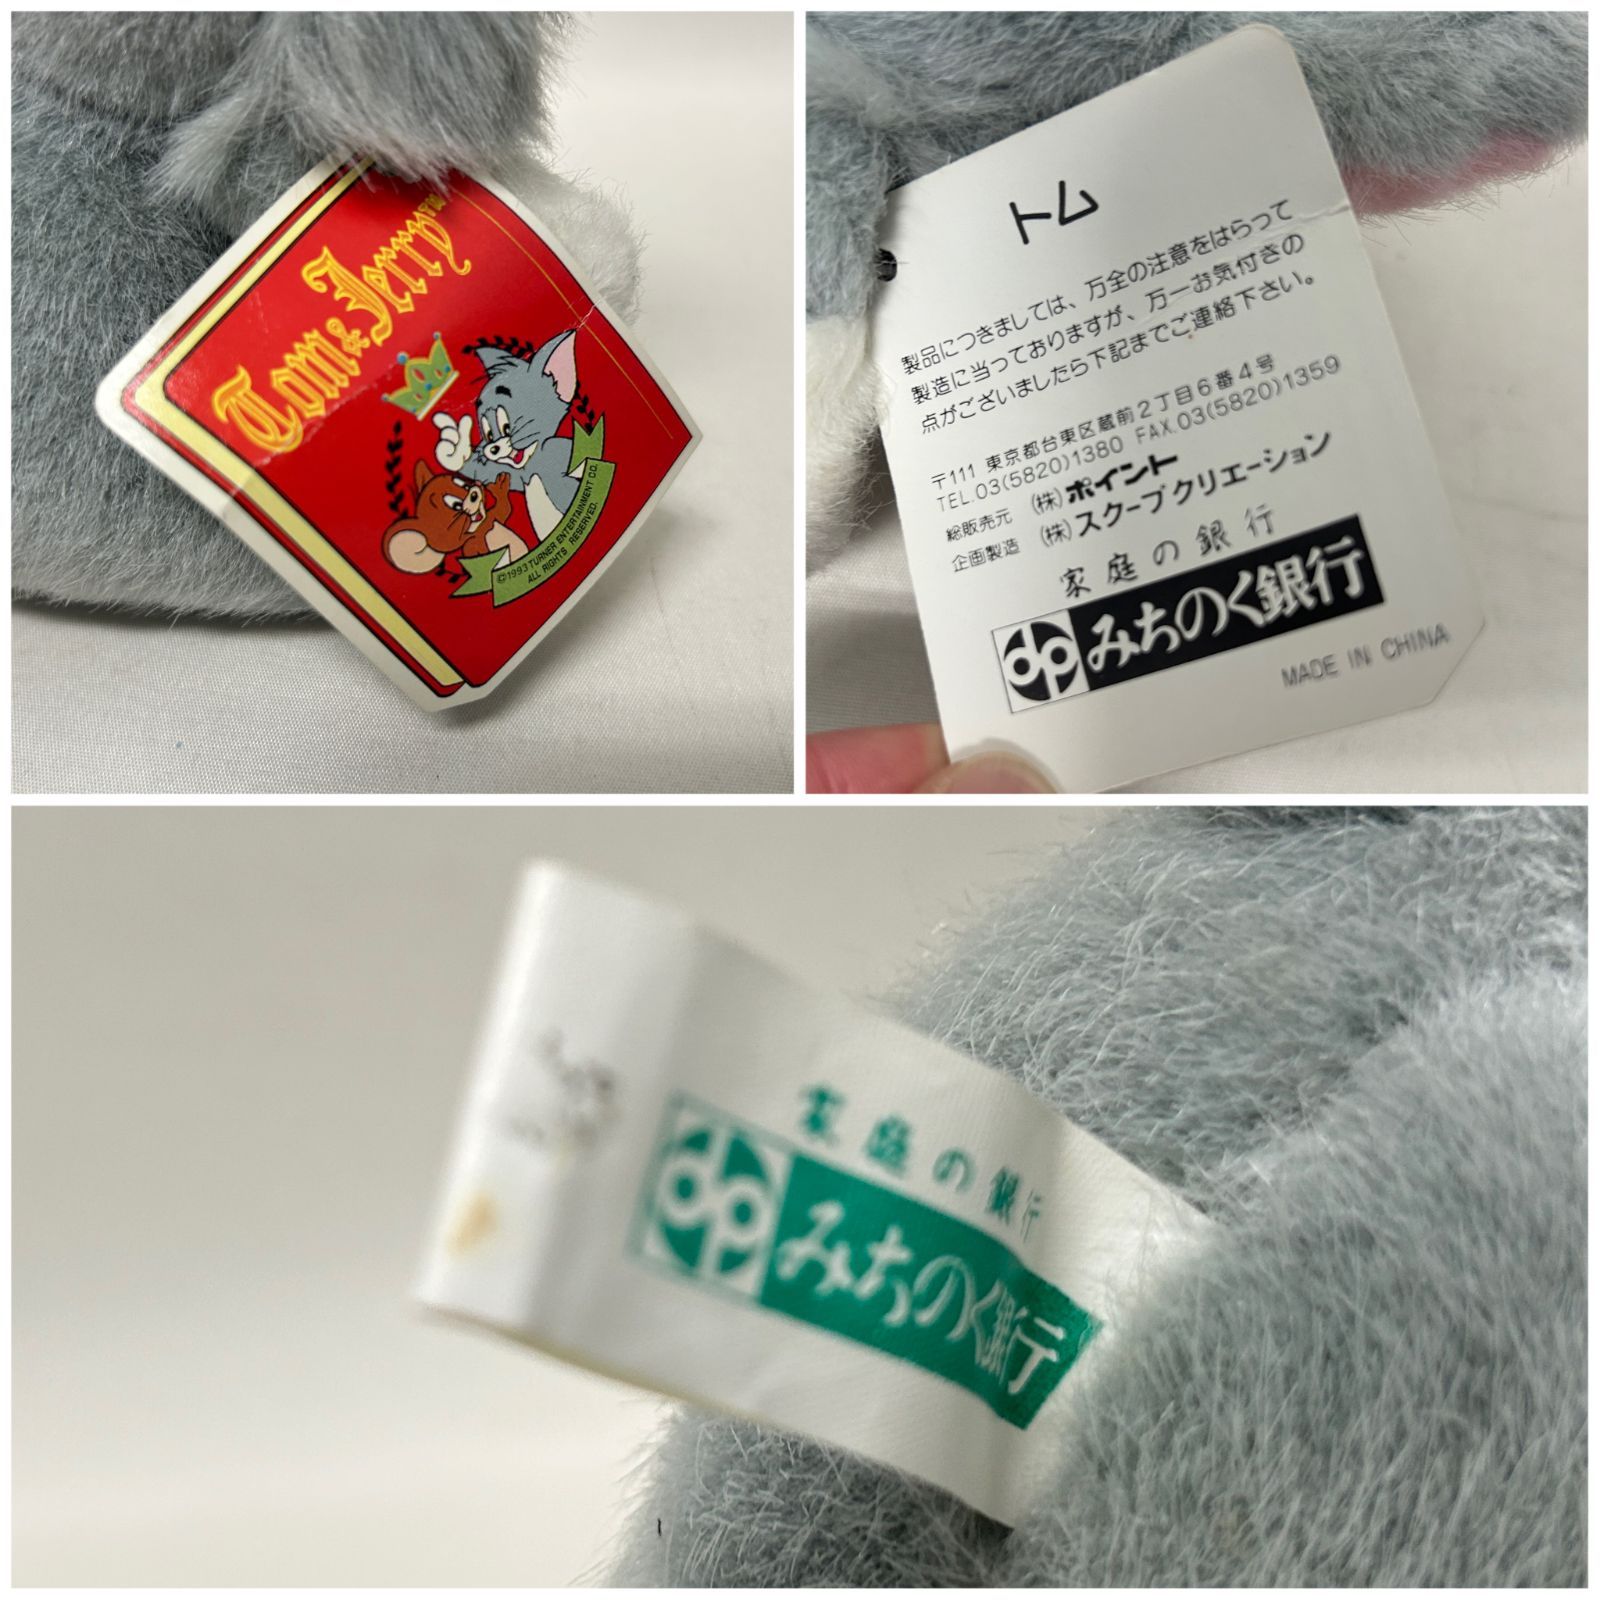 Tom&Jerry™
©1993 TURNER ENTERTAINMENT CO.
ALL RIGHTS RESERVED.
トム
製品につきましては、万全の注意をはらって
製造に当っておりますが、万一お気付きの
点がございましたら下記までご連絡下さい。
〒111 東京都台東区蔵前2丁目6番4号
TEL.03(5820)1380 FAX.03(5820)1359
総販売元 (株)ポイント
企画製造 (株)スクープクリエーション
家庭の銀行
みちのく銀行
MADE IN CHINA
家庭の銀行
みちのく銀行